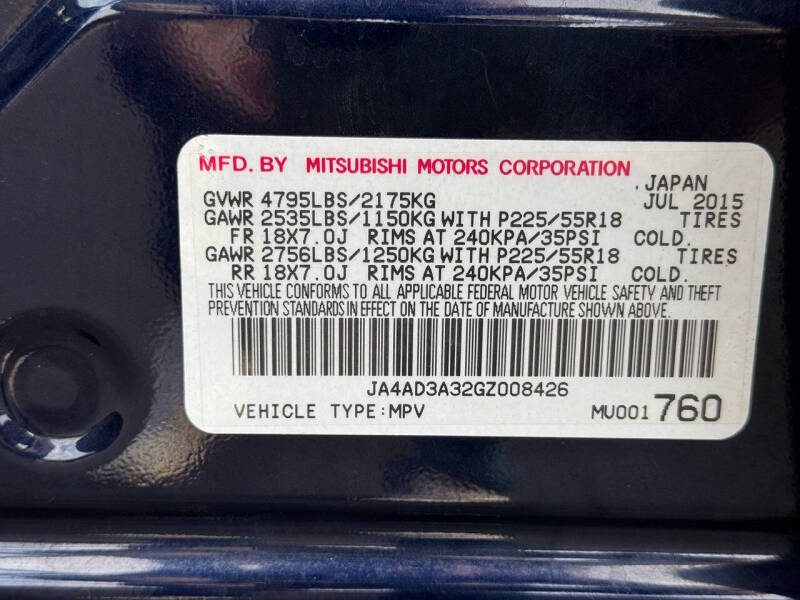 MFD. BY MITSUBISHI MOTORS CORPORATION
, JAPAN
GVWR 4795LBS/2175KG JUL 2015
GAWR 2535LBS/1150KG WITH P225/55R18 TIRES
FR 18X7.0J RIMS AT 240KPA/35PSI COLD.
GAWR 2756LBS/1250KG WITH P225/55R18 TIRES
RR 18X7.0J RIMS AT 240KPA/35PSI COLD.
THIS VEHICLE CONFORMS TO ALL APPLICABLE FEDERAL MOTOR VEHICLE SAFETY AND THEFT
PREVENTION STANDARDS IN EFFECT ON THE DATE OF MANUFACTURE SHOWN ABOVE.
JA4AD3A32GZ008426
VEHICLE TYPE:MPV MU001760